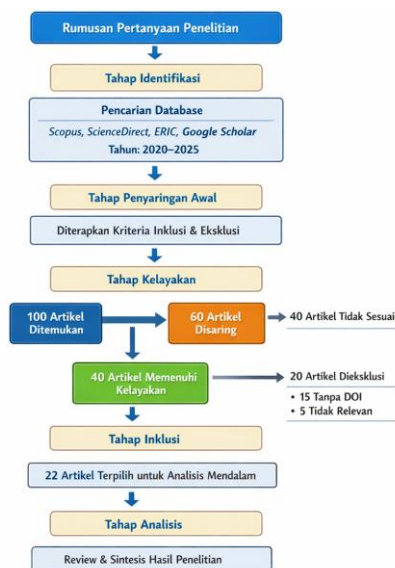 Rumusan Pertanyaan Penelitian
Tahap Identifikasi
Pencarian Database
Scopus, ScienceDirect, ERIC, Google Scholar
Tahun: 2020–2025
Tahap Penyaringan Awal
Diterapkan Kriteria Inklusi & Eksklusi
Tahap Kelayakan
100 Artikel
Ditemukan
60 Artikel
Disaring
40 Artikel Tidak Sesuai
40 Artikel Memenuhi
Kelayakan
20 Artikel Dieksklusi
• 15 Tanpa DOI
• 5 Tidak Relevan
Tahap Inklusi
22 Artikel Terpilih untuk Analisis Mendalam
Tahap Analisis
Review & Sintesis Hasil Penelitian